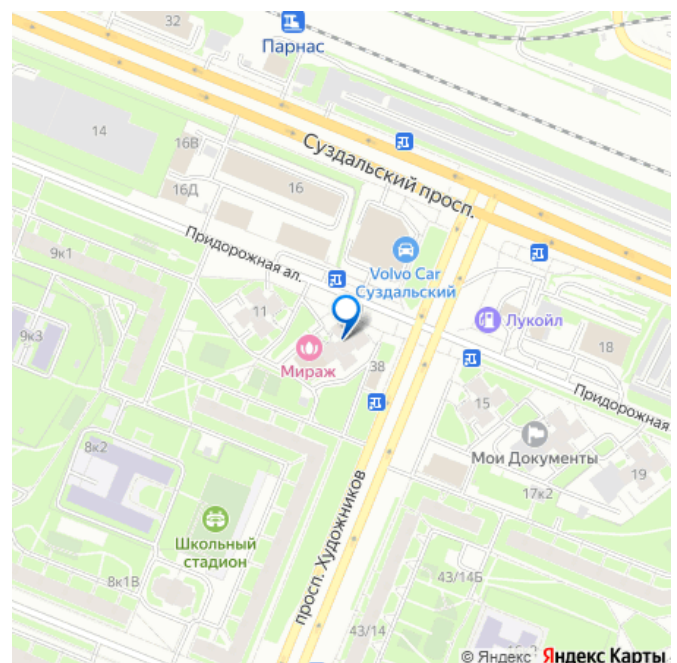 32
Парнас
14
16В
Суздальский просп.
16Д
16
Придорожная ал.
9к1
Volvo Car
Суздальский
11
Лукойл
9к3
18
Мираж
38
Придорожная
15
8к2
Мои Документы
19
17к2
просп. Художников
Школьный
стадион
8к1В
43/14Б
43/14
© Яндекс Яндекс Карты